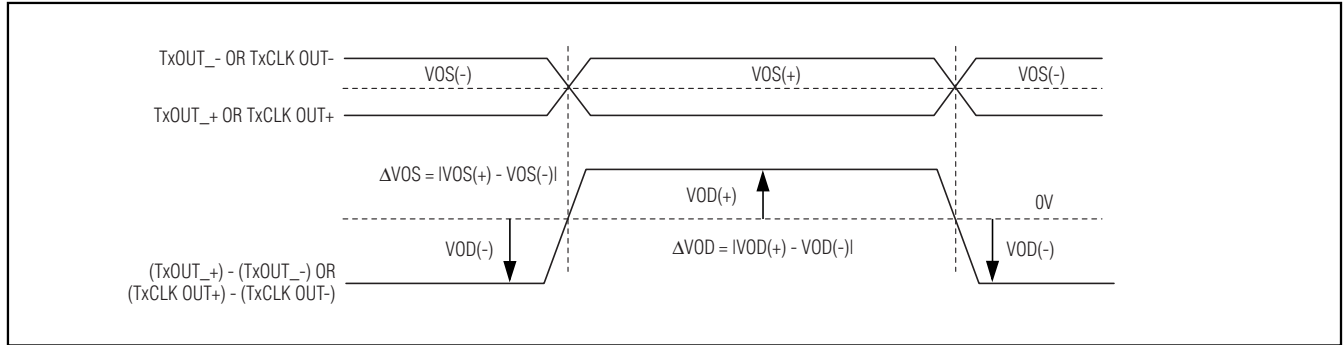 TxOUT_- OR TxCLK OUT-
VOS(-)
VOS(+)
VOS(-)
TxOUT_+ OR TxCLK OUT+
ΔVOS = |VOS(+) - VOS(-)|
VOD(+)
0V
VOD(-)
ΔVOD = |VOD(+) - VOD(-)|
VOD(-)
(TxOUT_+) - (TxOUT_-) OR
(TxCLK OUT+) - (TxCLK OUT-)